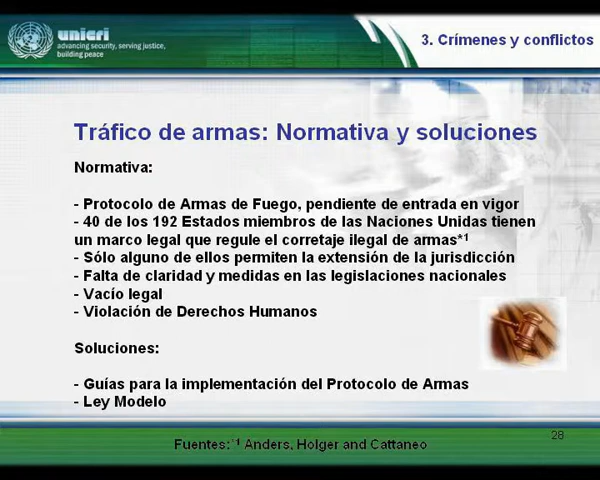 unicri
advancing security, serving justice,
building peace
3. Crímenes y conflictos
Tráfico de armas: Normativa y soluciones
Normativa:
- Protocolo de Armas de Fuego, pendiente de entrada en vigor
- 40 de los 192 Estados miembros de las Naciones Unidas tienen
un marco legal que regule el corretaje ilegal de armas*1
- Sólo alguno de ellos permiten la extensión de la jurisdicción
- Falta de claridad y medidas en las legislaciones nacionales
- Vacío legal
- Violación de Derechos Humanos
Soluciones:
- Guías para la implementación del Protocolo de Armas
- Ley Modelo
28
Fuentes:*1 Anders, Holger and Cattaneo